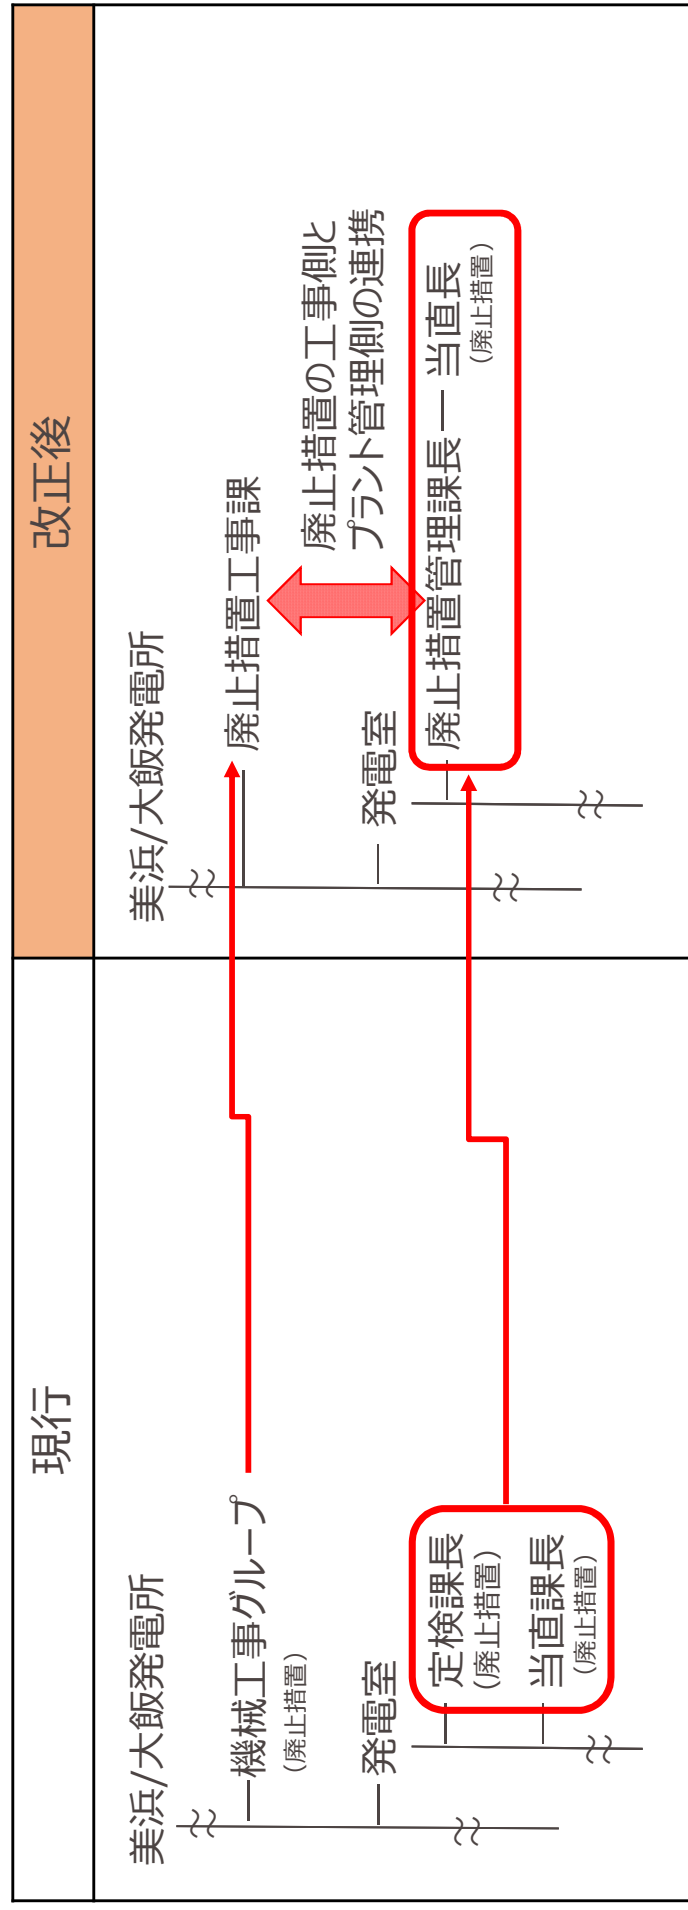 現行
改正後
美浜/大飯発電所
機械工事グループ
(廃止措置)
発電室
定検課長
(廃止措置)
当直課長
(廃止措置)
美浜/大飯発電所
廃止措置工事課
廃止措置の工事側と
プラント管理側の連携
発電室
廃止措置管理課長 — 当直長
(廃止措置)